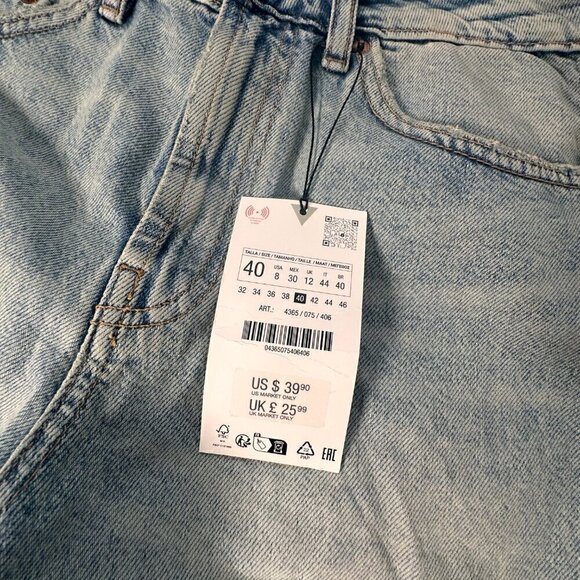 TALLA / SIZE / TAMANHO / TAILLE / MAAT /
40 USA 8 MEX 30 UK 12 IT 44 BR 40
32 34 36 38 40 42 44 46
ART.: 4365 / 075 / 406
04365075406406
US $ 39 90
US MARKET ONLY
UK £ 25 99
UK MARKET ONLY
FSC PAP EAC